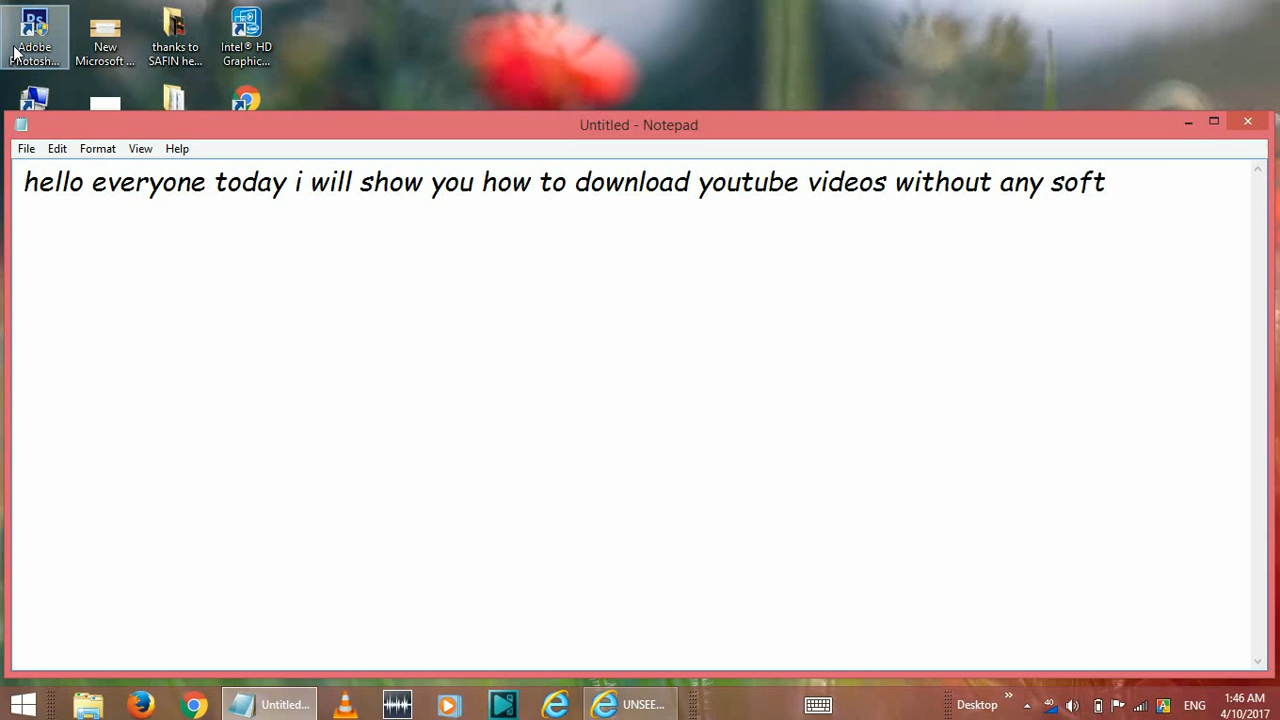 Ps
Adobe Photosh...
New Microsoft ...
thanks to SAFIN he...
Intel® HD Graphic...
Untitled - Notepad
File Edit Format View Help
hello everyone today i will show you how to download youtube videos without any soft
Untitled...
UNSEE...
Desktop
40
ENG
1:46 AM
4/10/2017